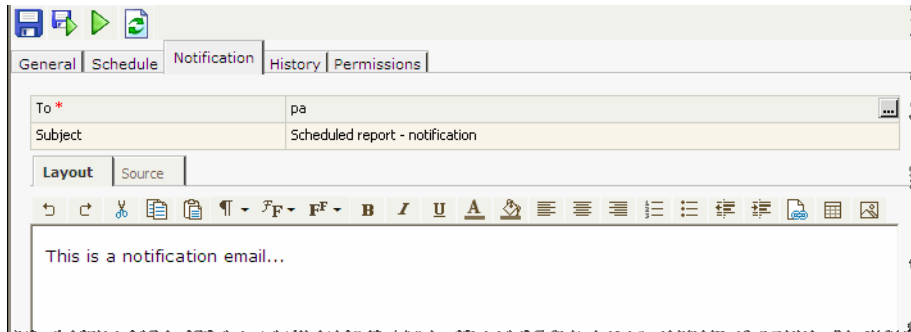 General Schedule Notification History Permissions
To * pa ...
Subject Scheduled report - notification
Layout Source
B I U A
This is a notification email...